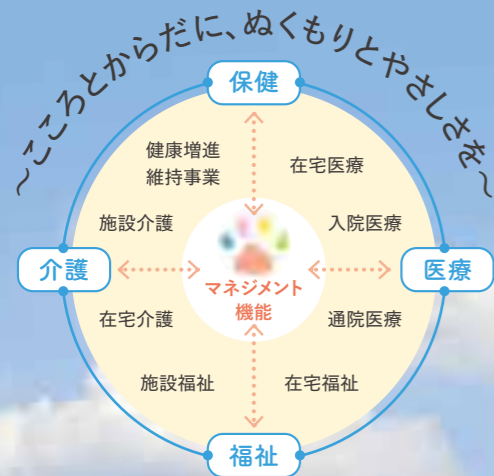 ～こころとからだに、ぬくもりとやさしさを～
保健
健康増進
維持事業
在宅医療
施設介護
入院医療
介護
マネジメント
機能
医療
在宅介護
通院医療
施設福祉
在宅福祉
福祉